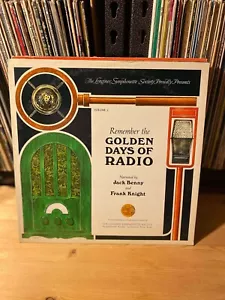 The Longines Symphonette Society Proudly Presents
VOLUME 2
Remember the
GOLDEN
DAYS OF
RADIO
Narrated by
Jack Benny
and
Frank Knight